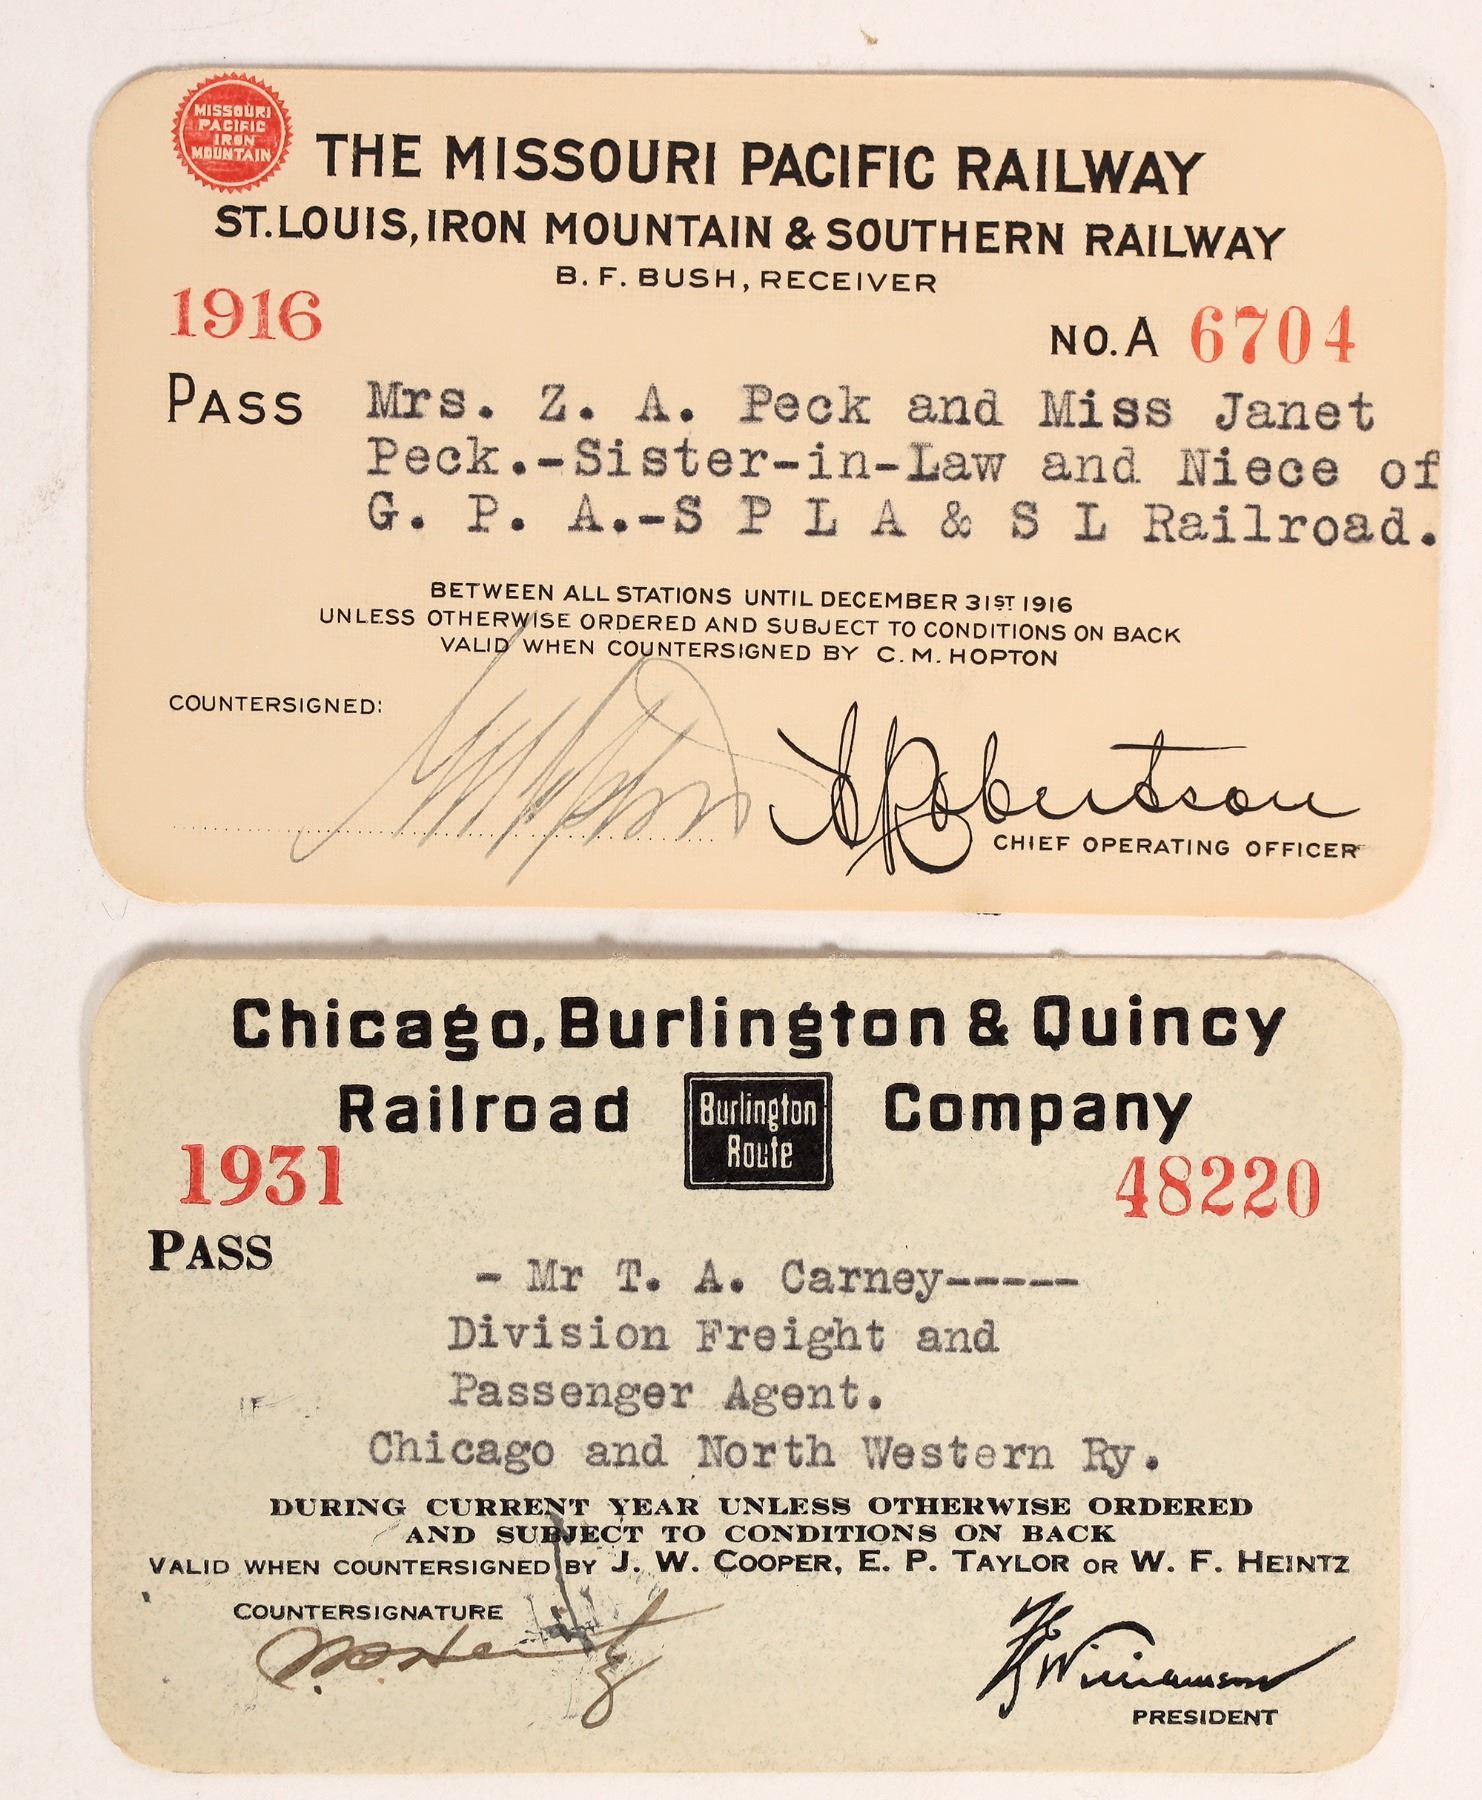 MISSOURI
PACIFIC
IRON
MOUNTAIN
THE MISSOURI PACIFIC RAILWAY
ST. LOUIS, IRON MOUNTAIN & SOUTHERN RAILWAY
B. F. BUSH, RECEIVER
1916
NO. A 6704
PASS Mrs. Z. A. Peck and Miss Janet
Peck.-Sister-in-Law and Niece of
G. P. A.-S P L A & S L Railroad.
BETWEEN ALL STATIONS UNTIL DECEMBER 31ST 1916
UNLESS OTHERWISE ORDERED AND SUBJECT TO CONDITIONS ON BACK
VALID WHEN COUNTERSIGNED BY C. M. HOPTON
COUNTERSIGNED:
A Robertson
CHIEF OPERATING OFFICER
Chicago, Burlington & Quincy
Railroad Company
Burlington
Route
1931
48220
PASS
- Mr T. A. Carney-----
Division Freight and
Passenger Agent.
Chicago and North Western Ry.
DURING CURRENT YEAR UNLESS OTHERWISE ORDERED
AND SUBJECT TO CONDITIONS ON BACK
VALID WHEN COUNTERSIGNED BY J. W. COOPER, E. P. TAYLOR OR W. F. HEINTZ
COUNTERSIGNATURE
Williamson
PRESIDENT